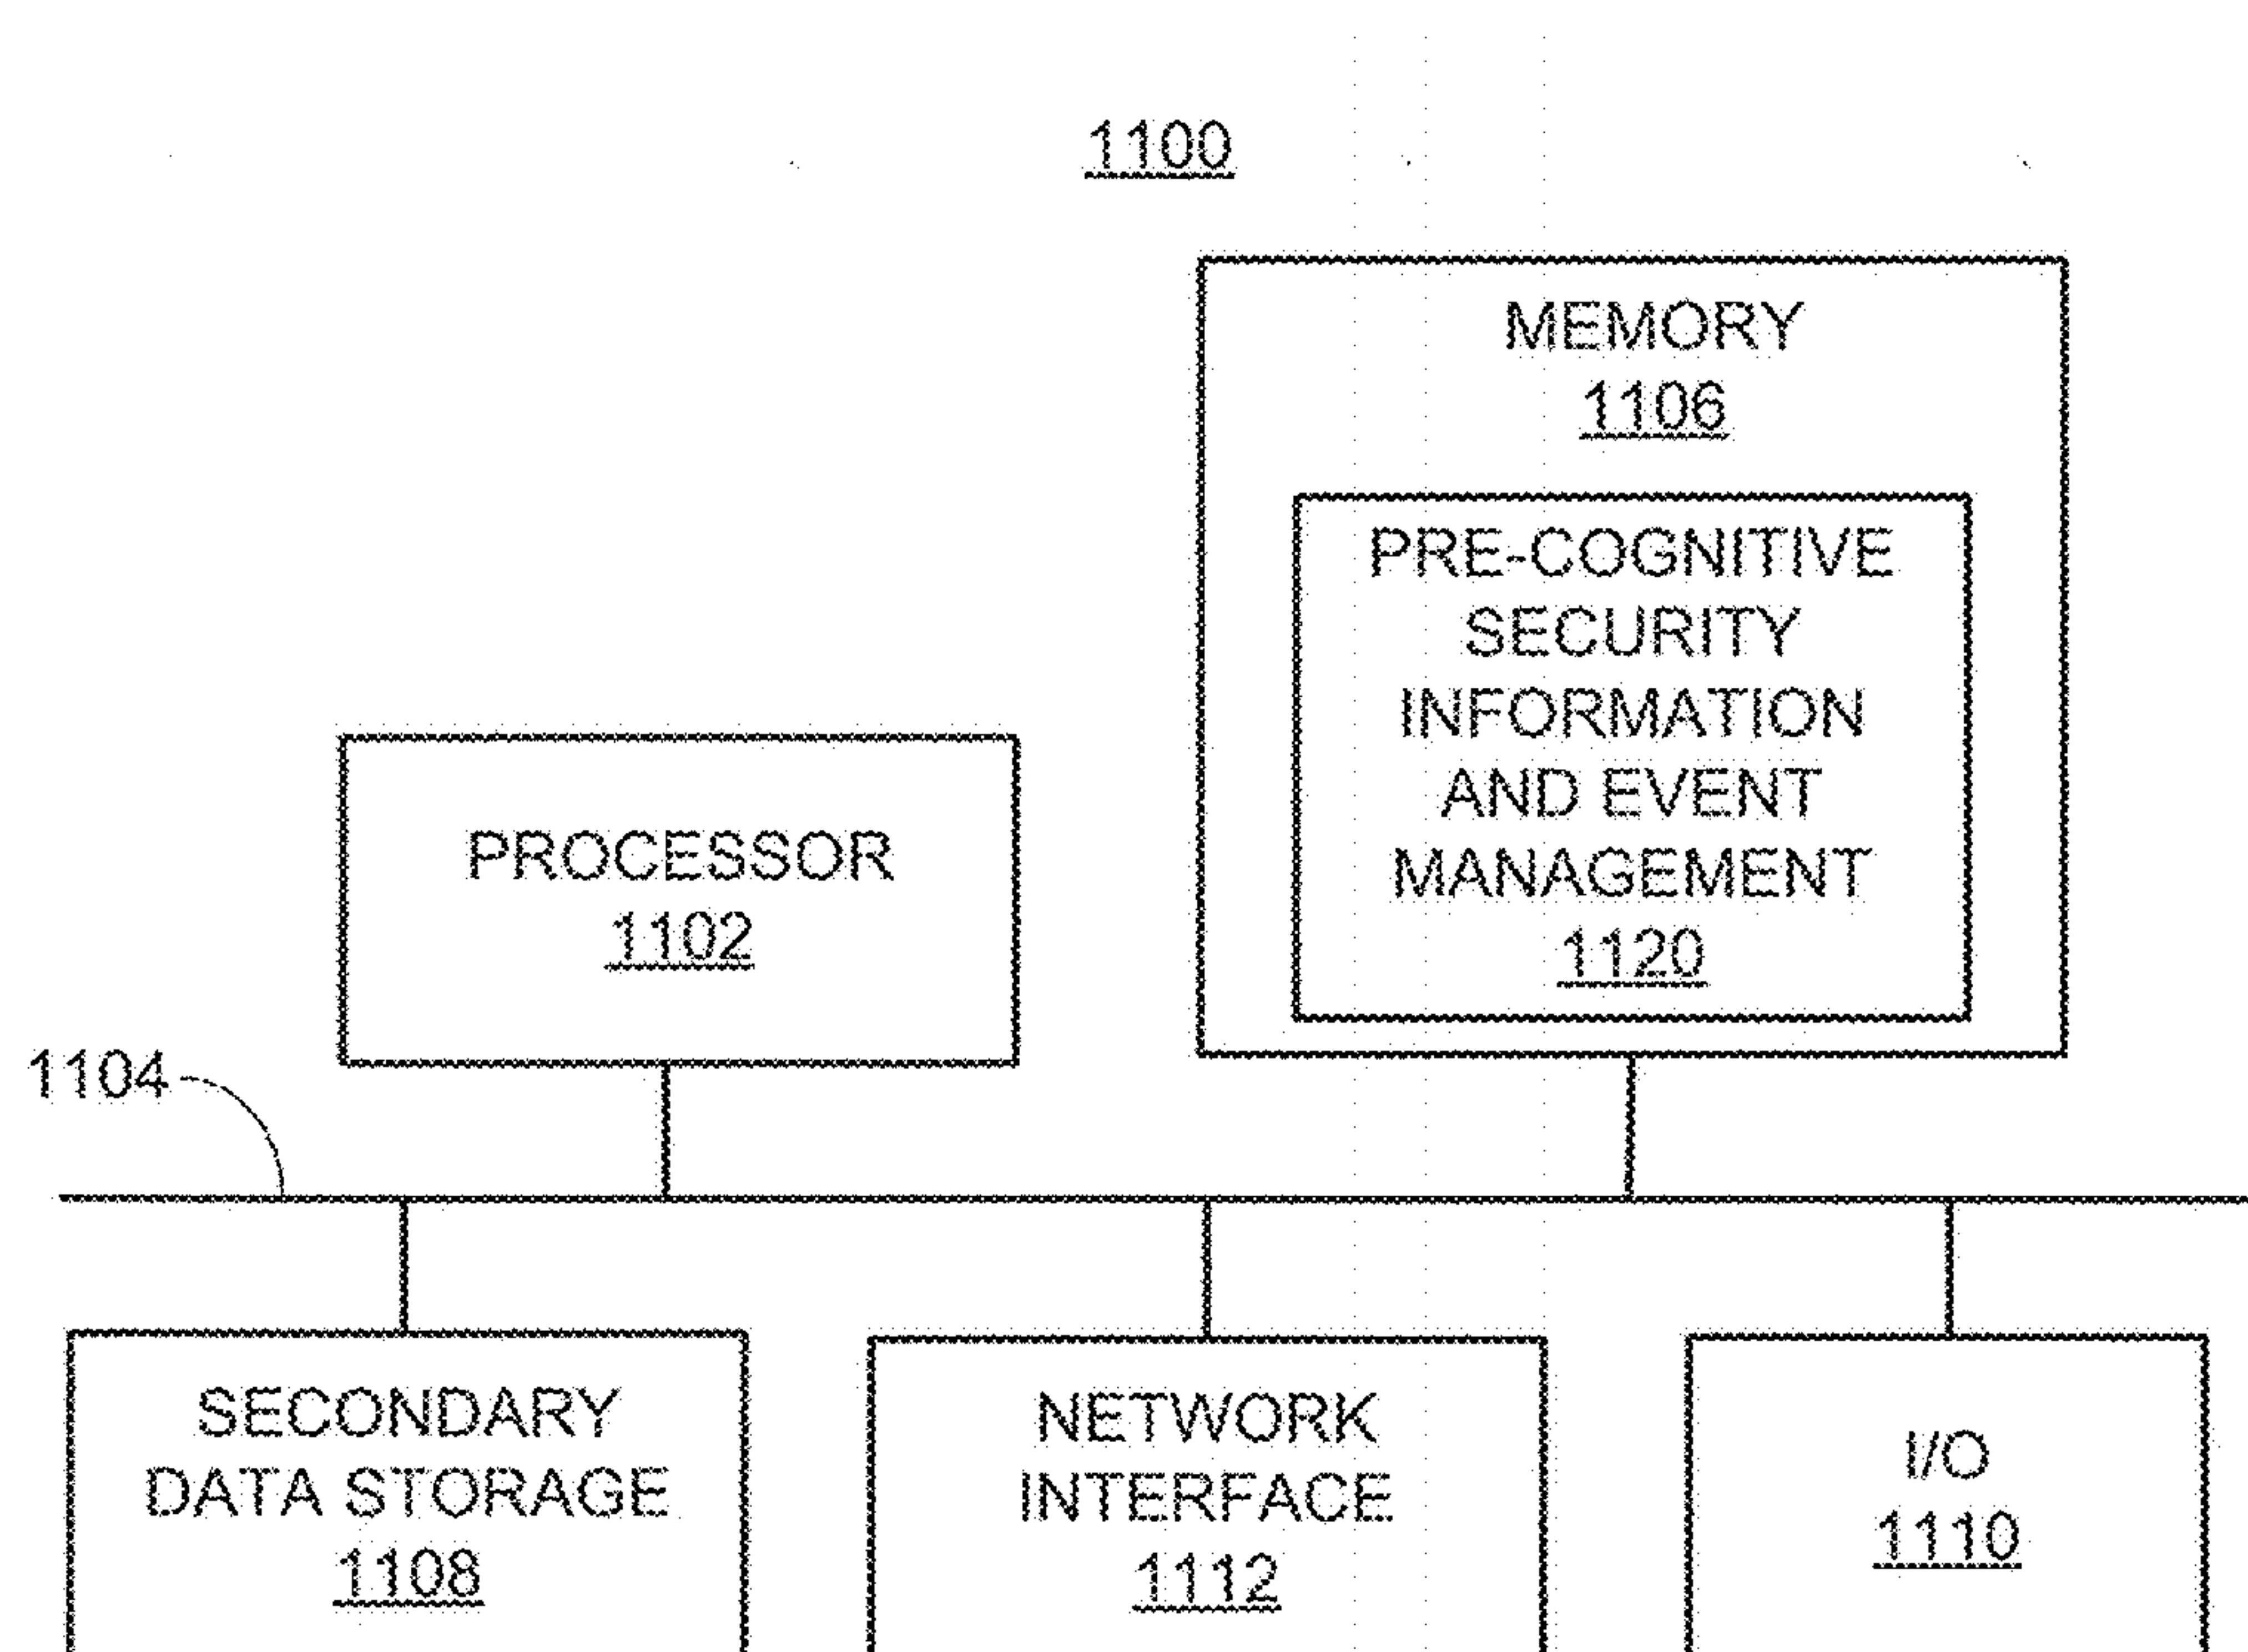 1100
MEMORY
1106
PRE-COGNITIVE
SECURITY
INFORMATION
AND EVENT
MANAGEMENT
1120
PROCESSOR
1102
1104
SECONDARY
DATA STORAGE
1108
NETWORK
INTERFACE
1112
I/O
1110